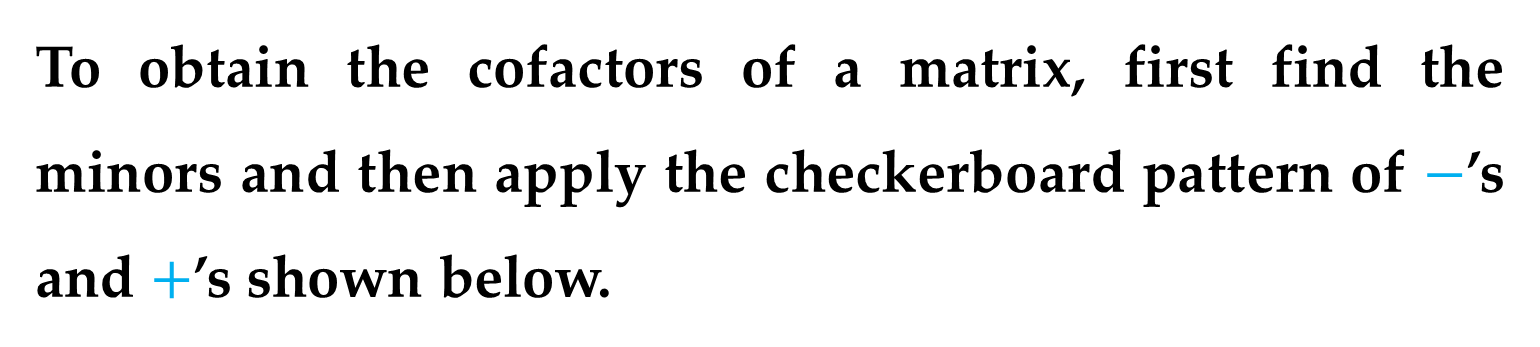 To obtain the cofactors of a matrix, first find the
minors and then apply the checkerboard pattern of −’s
and +’s shown below.